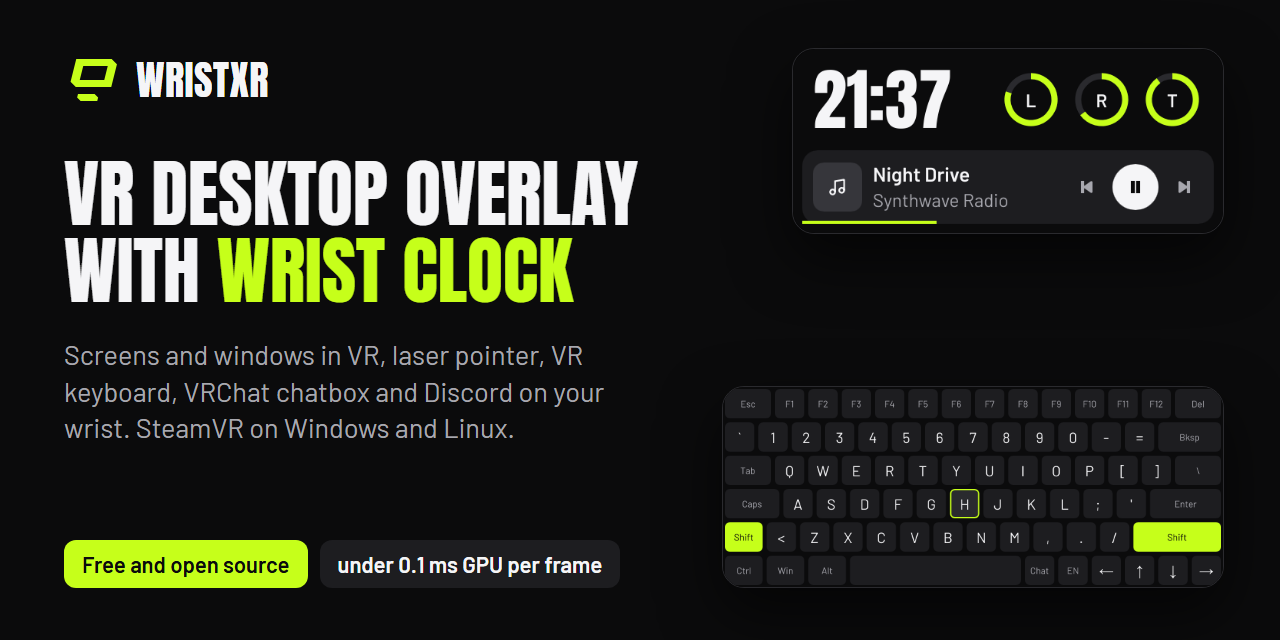 WRISTXR
VR DESKTOP OVERLAY
WITH WRIST CLOCK
Screens and windows in VR, laser pointer, VR
keyboard, VRChat chatbox and Discord on your
wrist. SteamVR on Windows and Linux.
Free and open source
under 0.1 ms GPU per frame
21:37
L R T
Night Drive
Synthwave Radio
Esc F1 F2 F3 F4 F5 F6 F7 F8 F9 F10 F11 F12 Del
` 1 2 3 4 5 6 7 8 9 0 - = Bksp
Tab Q W E R T Y U I O P [ ] \
Caps A S D F G H J K L ; ' Enter
Shift < Z X C V B N M , . / Shift
Ctrl Win Alt Chat EN ← ↑ ↓ →